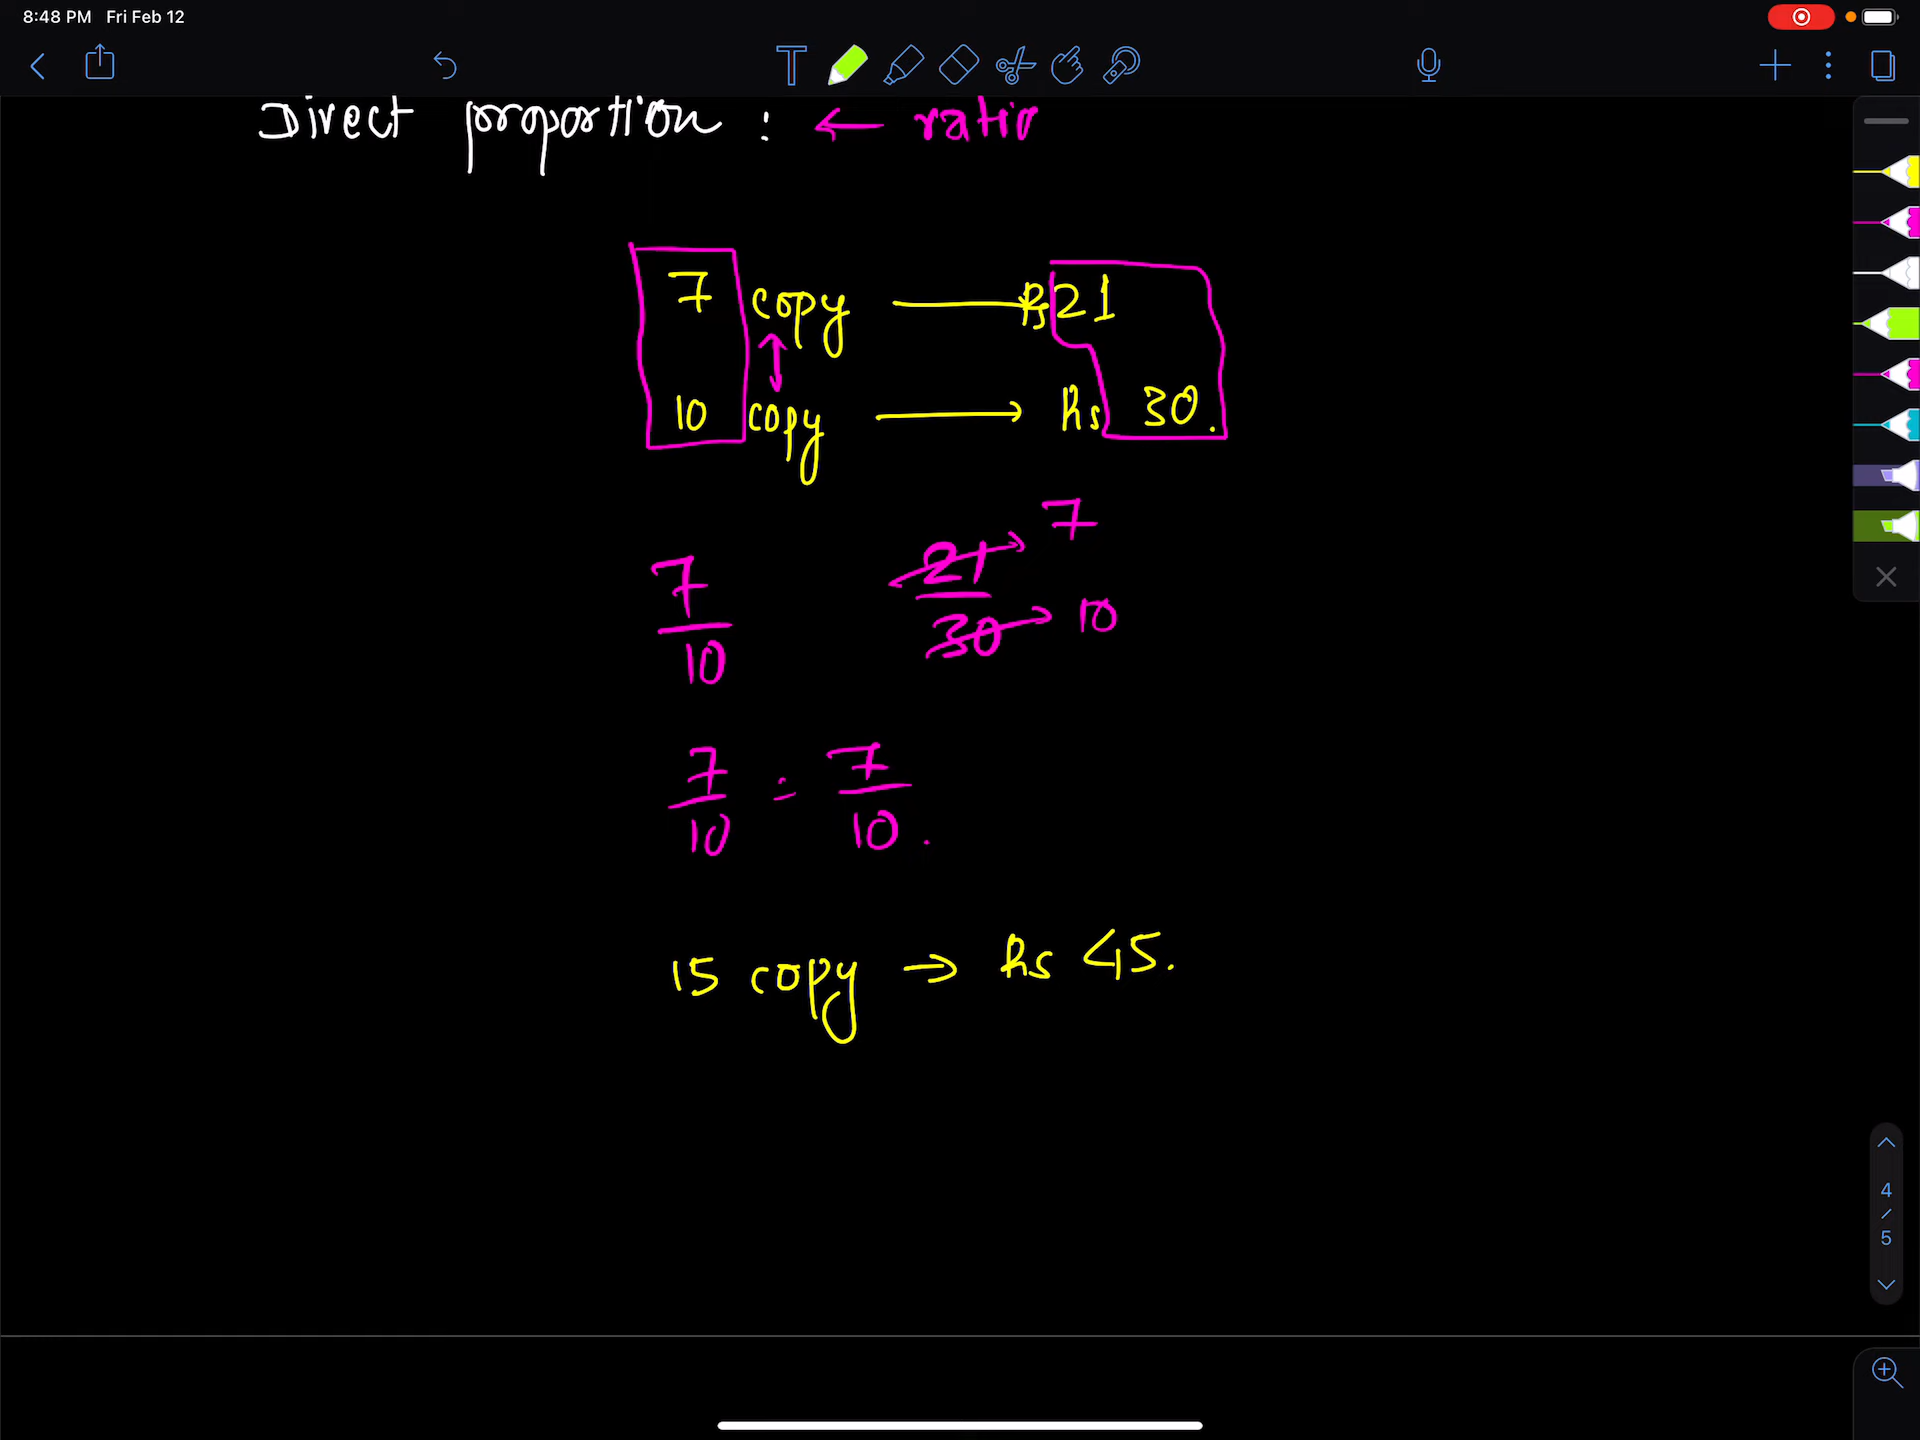 8:48 PM Fri Feb 12
Direct proportion : ← ratio
7 copy → Rs 21
10 copy → Rs 30.
7/10 21/30 → 7 → 10
7/10 = 7/10.
15 copy → Rs 45.
4
/
5